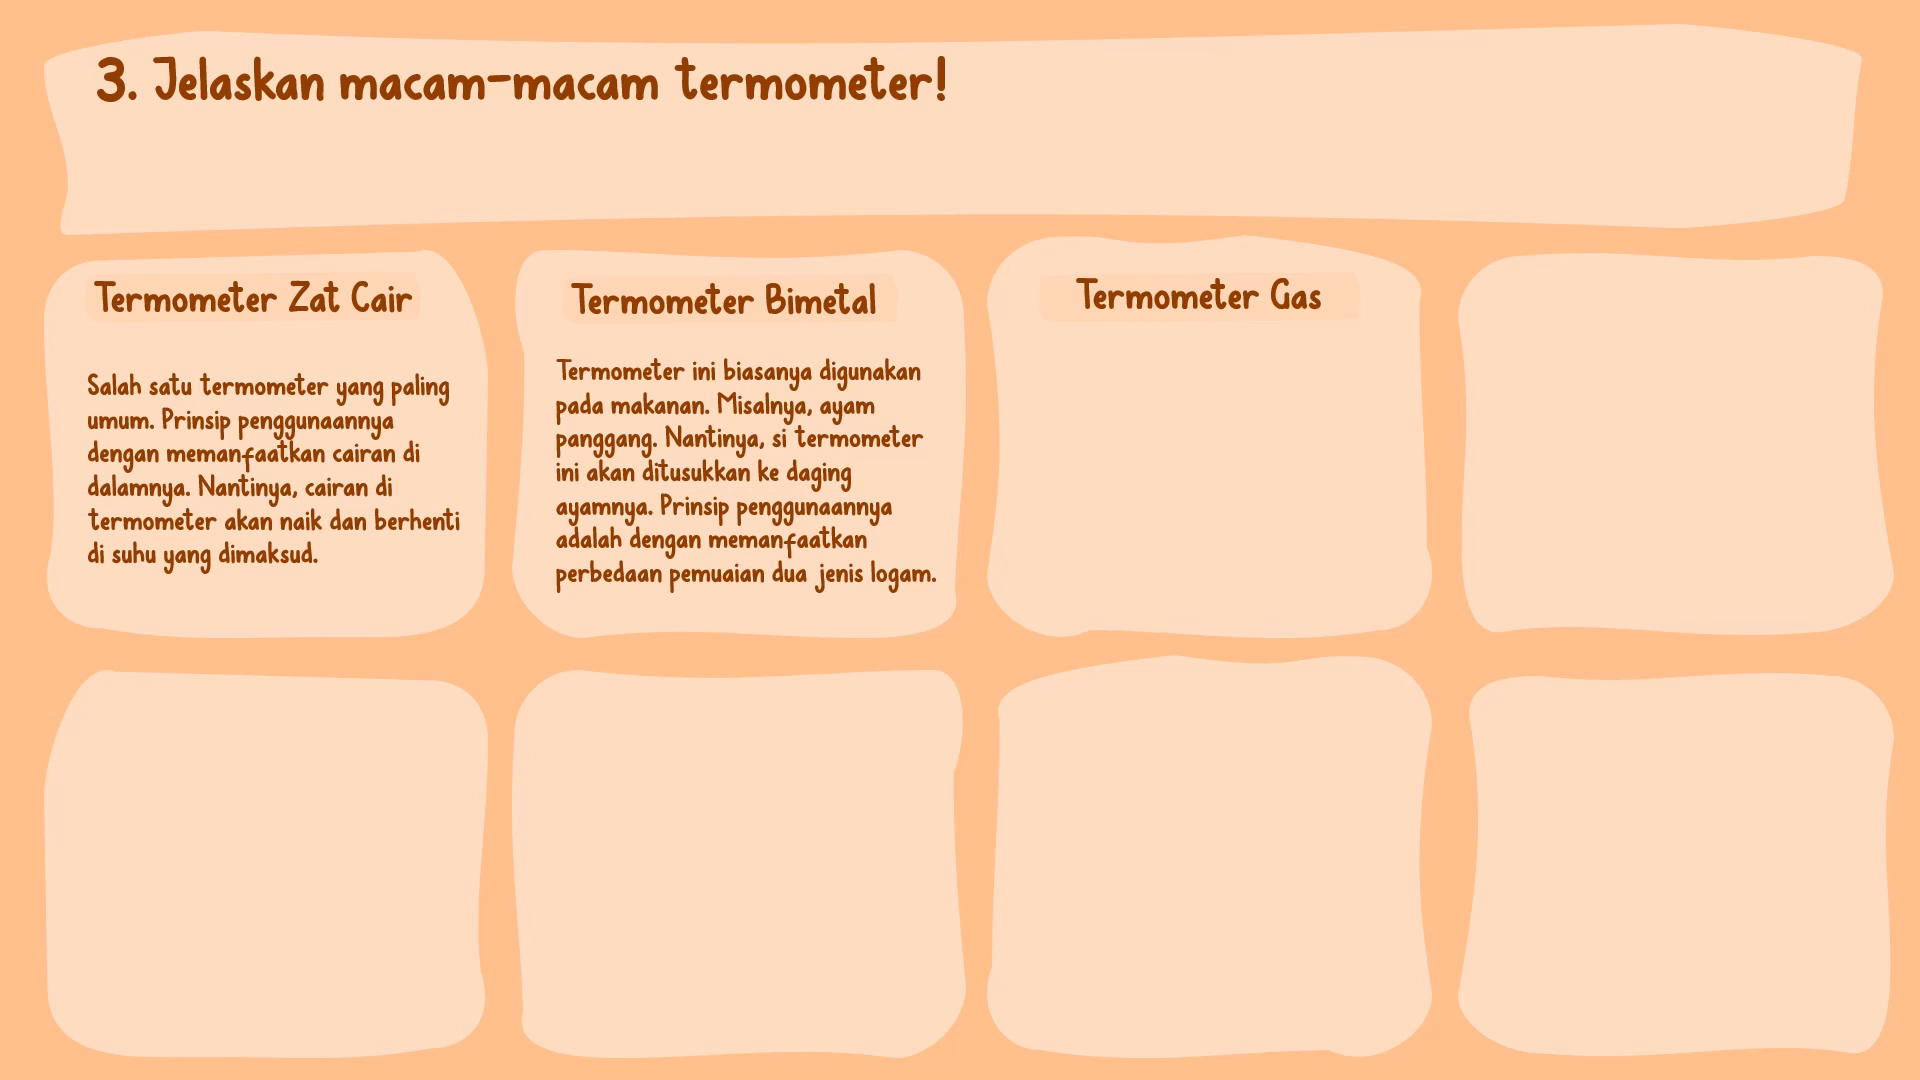 3. Jelaskan macam-macam termometer!
Termometer Zat Cair
Salah satu termometer yang paling
umum. Prinsip penggunaannya
dengan memanfaatkan cairan di
dalamnya. Nantinya, cairan di
termometer akan naik dan berhenti
di suhu yang dimaksud.
Termometer Bimetal
Termometer ini biasanya digunakan
pada makanan. Misalnya, ayam
panggang. Nantinya, si termometer
ini akan ditusukkan ke daging
ayamnya. Prinsip penggunaannya
adalah dengan memanfaatkan
perbedaan pemuaian dua jenis logam.
Termometer Gas